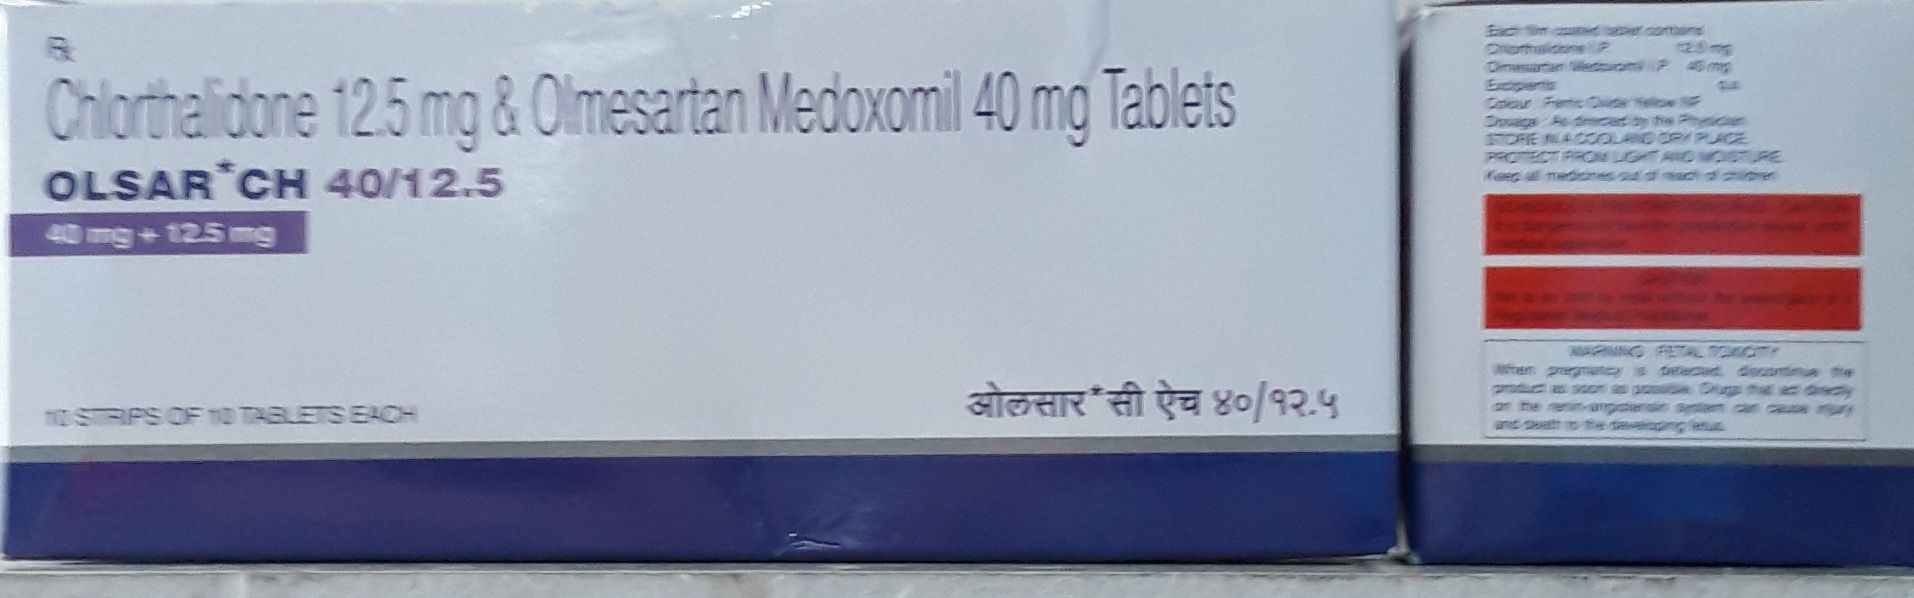 Rx
Chlorthalidone 12.5 mg & Olmesartan Medoxomil 40 mg Tablets
OLSAR*CH 40/12.5
40 mg + 12.5 mg
10 STRIPS OF 10 TABLETS EACH
ओलसार*सी ऐच ४०/१२.५
Each film coated tablet contains
Chlorthalidone I.P. 12.5 mg
Olmesartan Medoxomil I.P. 40 mg
Excipients q.s.
Colour : Ferric Oxide Yellow NF
Dosage : As directed by the Physician
STORE IN A COOL AND DRY PLACE.
PROTECT FROM LIGHT AND MOISTURE.
Keep all medicines out of reach of children
CAUTION
WARNING : FETAL TOXICITY
When pregnancy is detected, discontinue the
product as soon as possible. Drugs that act directly
on the renin-angiotensin system can cause injury
and death to the developing fetus.